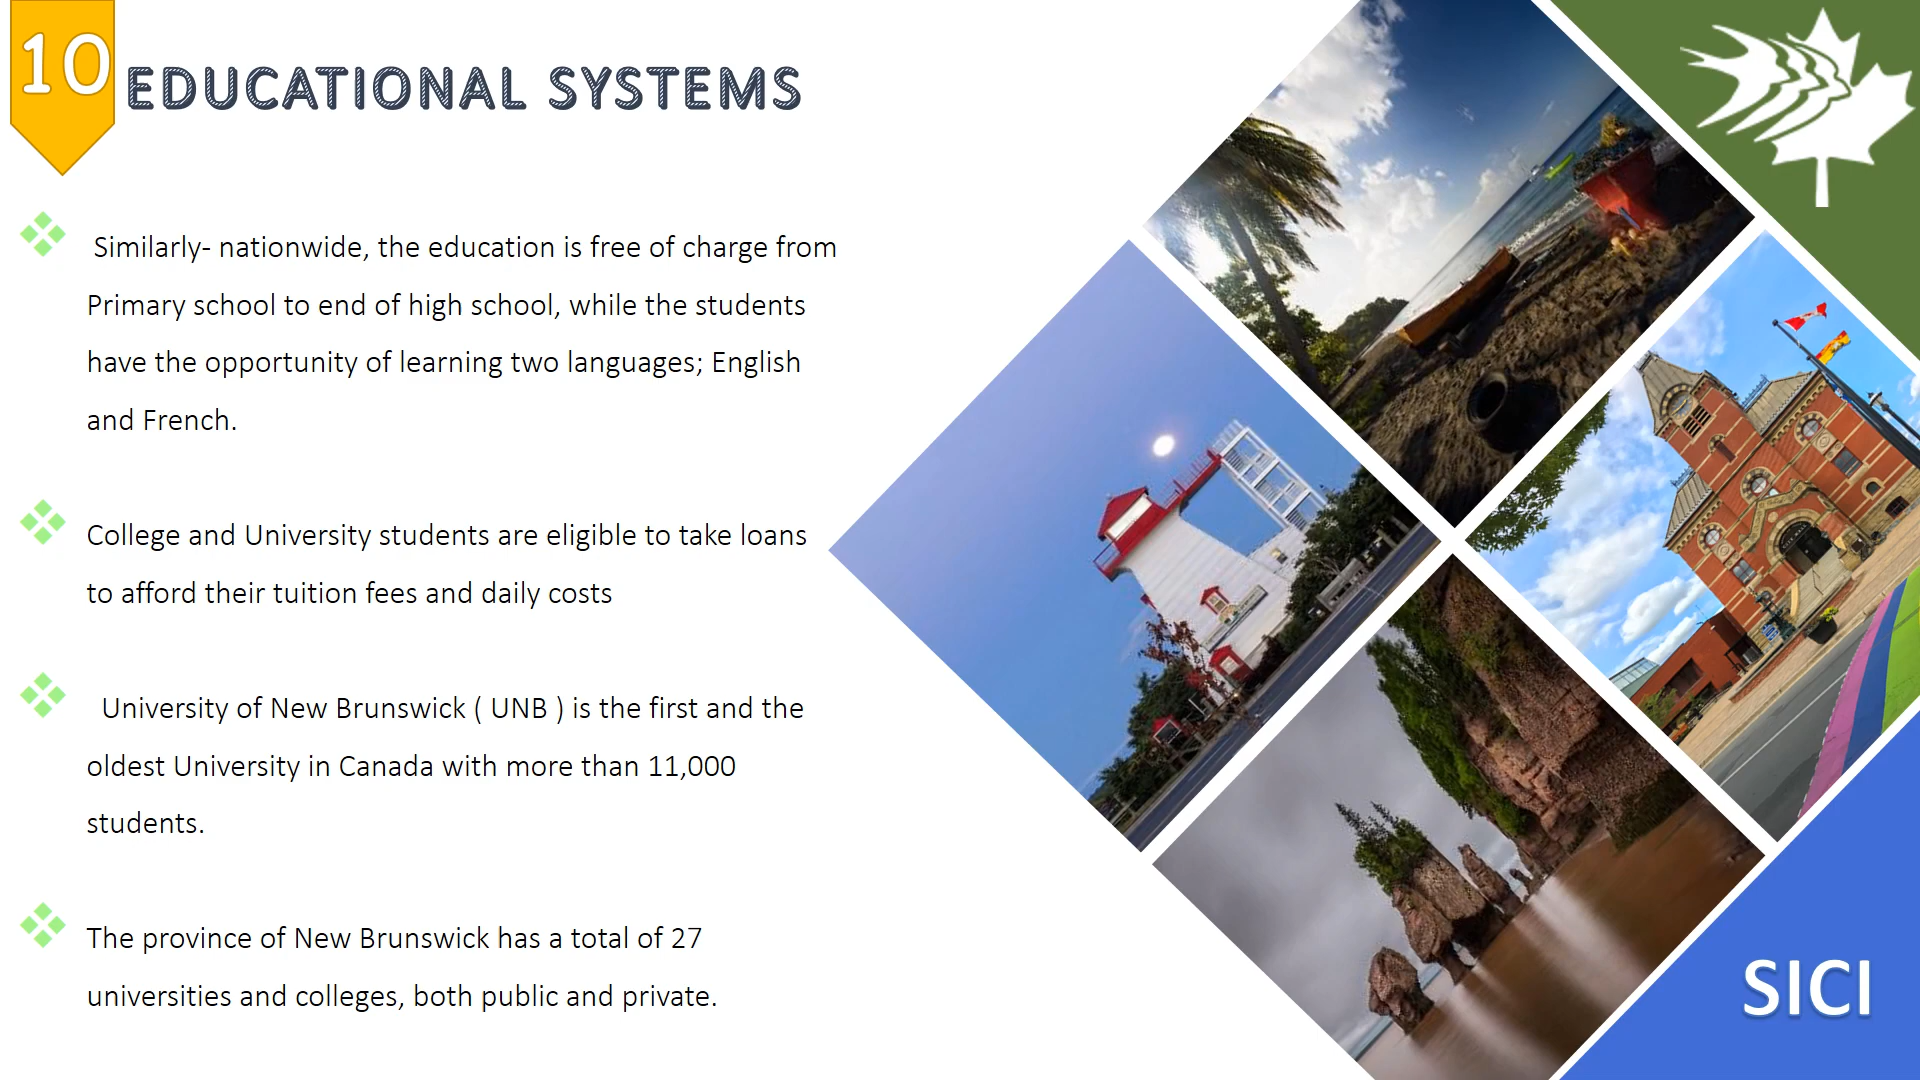 10
EDUCATIONAL SYSTEMS
Similarly- nationwide, the education is free of charge from
Primary school to end of high school, while the students
have the opportunity of learning two languages; English
and French.
College and University students are eligible to take loans
to afford their tuition fees and daily costs
University of New Brunswick ( UNB ) is the first and the
oldest University in Canada with more than 11,000
students.
The province of New Brunswick has a total of 27
universities and colleges, both public and private.
SICI